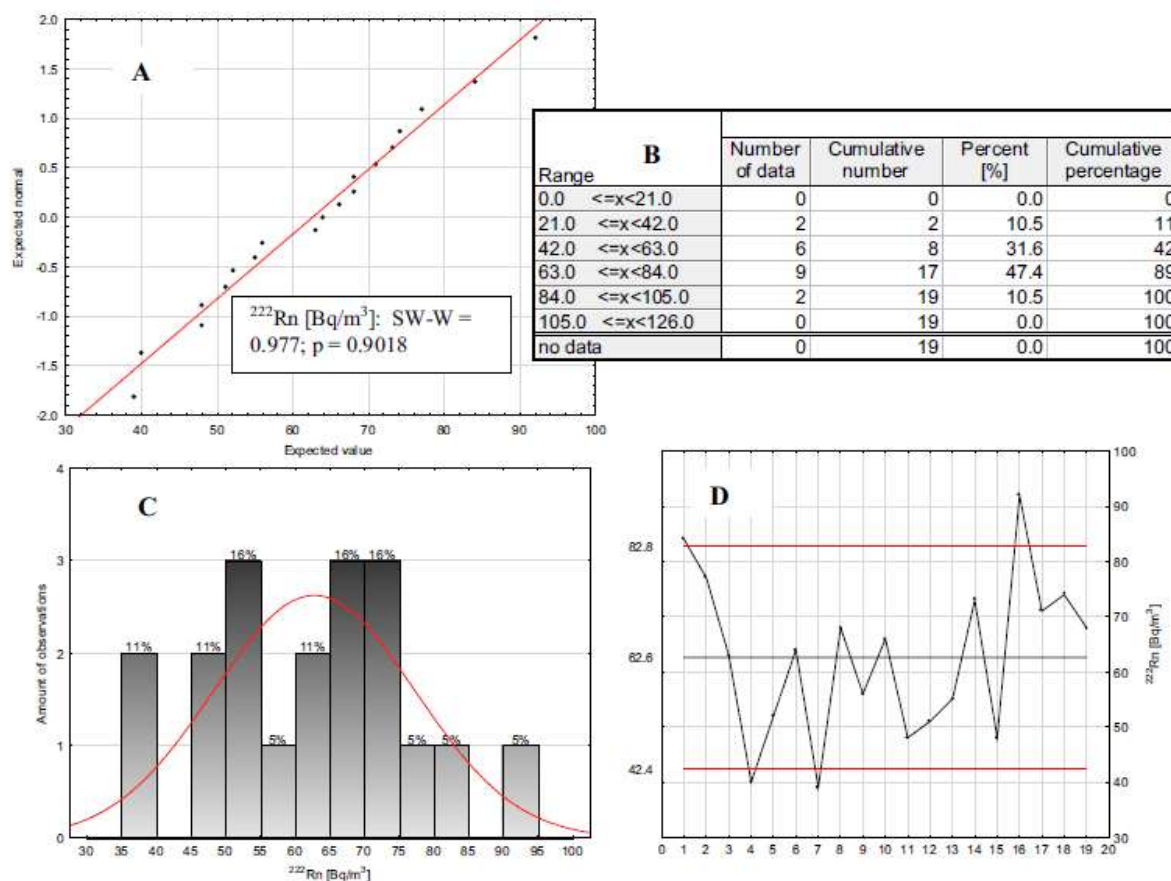 A
2.0
1.5
1.0
0.5
0.0
-0.5
-1.0
-1.5
-2.0
Expected normal
30 40 50 60 70 80 90 100
Expected value
²²²Rn [Bq/m³]: SW-W =
0.977; p = 0.9018
B
Range Number of data Cumulative number Percent [%] Cumulative percentage
0.0 <=x<21.0 0 0 0.0 0
21.0 <=x<42.0 2 2 10.5 11
42.0 <=x<63.0 6 8 31.6 42
63.0 <=x<84.0 9 17 47.4 89
84.0 <=x<105.0 2 19 10.5 100
105.0 <=x<126.0 0 19 0.0 100
no data 0 19 0.0 100
C
4
3
2
1
0
Amount of observations
11% 11% 16% 5% 11% 16% 16% 5% 5% 5%
30 35 40 45 50 55 60 65 70 75 80 85 90 95 100
²²²Rn [Bq/m³]
D
82.8
62.6
42.4
100
90
80
70
60
50
40
30
²²²Rn [Bq/m³]
0 1 2 3 4 5 6 7 8 9 10 11 12 13 14 15 16 17 18 19 20